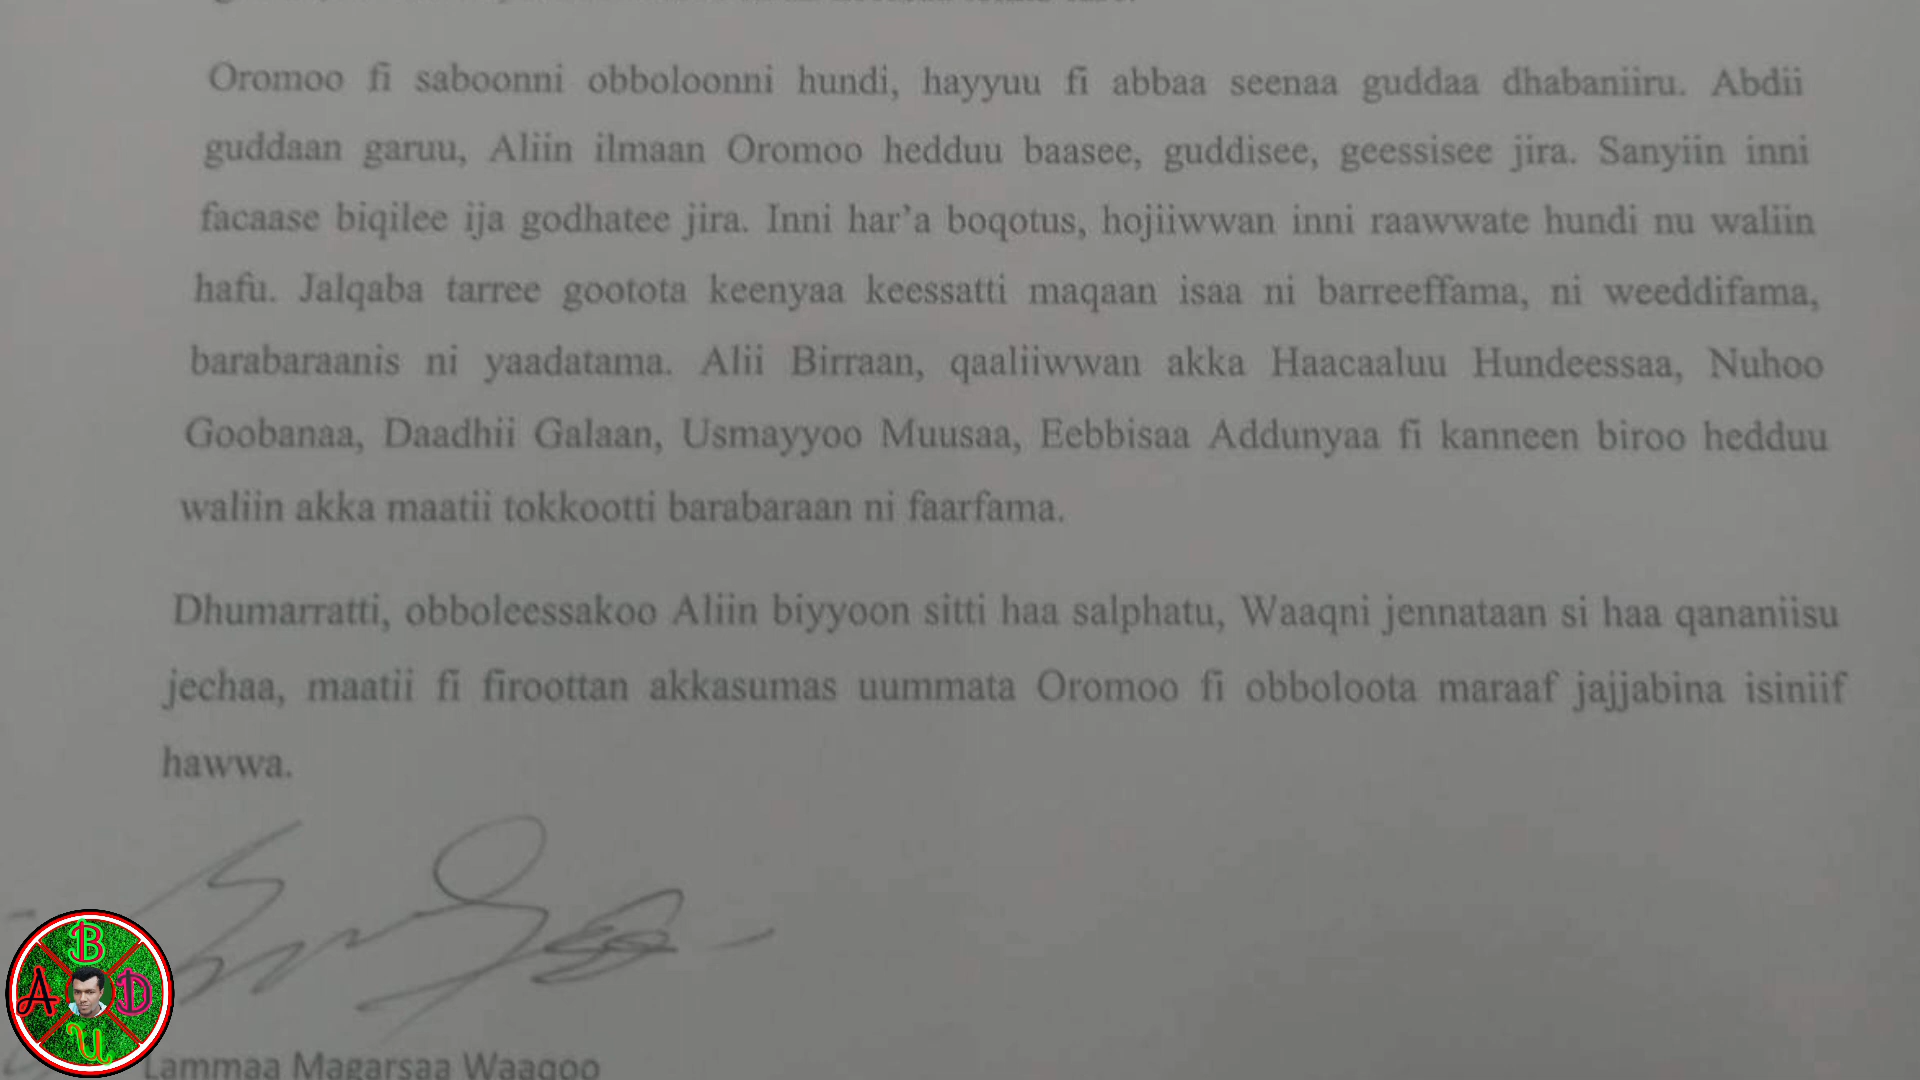 Oromoo fi saboonni obboloonni hundi, hayyuu fi abbaa seenaa guddaa dhabaniiru. Abdii
guddaan garuu, Aliin ilmaan Oromoo hedduu baasee, guddisee, geessisee jira. Sanyiin inni
facaase biqilee ija godhatee jira. Inni har’a boqotus, hojiiwwan inni raawwate hundi nu waliin
hafu. Jalqaba tarree gootota keenyaa keessatti maqaan isaa ni barreeffama, ni weeddifama,
barabaraanis ni yaadatama. Alii Birraan, qaaliiwwan akka Haacaaluu Hundeessaa, Nuhoo
Goobanaa, Daadhii Galaan, Usmayyoo Muusaa, Eebbisaa Addunyaa fi kanneen biroo hedduu
waliin akka maatii tokkootti barabaraan ni faarfama.
Dhumarratti, obboleessakoo Aliin biyyoon sitti haa salphatu, Waaqni jennataan si haa qananiisu
jechaa, maatii fi firoottan akkasumas uummata Oromoo fi obboloota maraaf jajjabina isiniif
hawwa.
Lammaa Magarsaa Waaqoo
B
A D
U